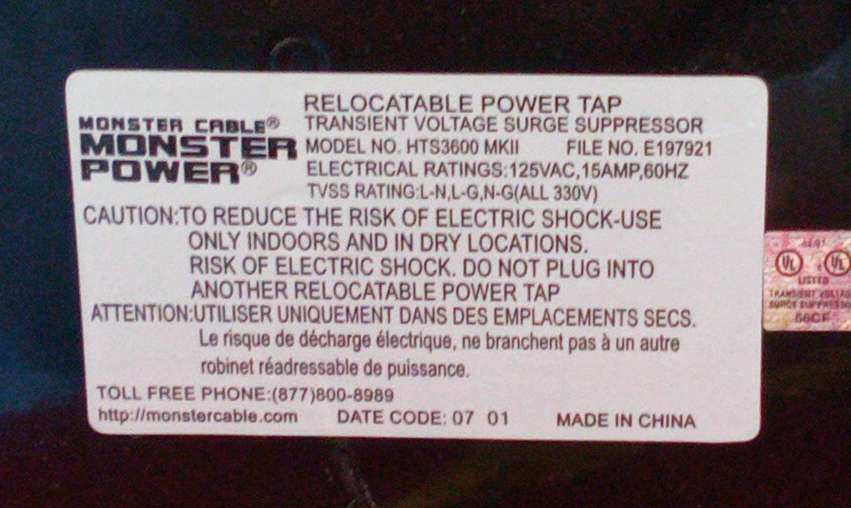 RELOCATABLE POWER TAP
MONSTER CABLE®
TRANSIENT VOLTAGE SURGE SUPPRESSOR
MONSTER POWER®
MODEL NO. HTS3600 MKII FILE NO. E197921
ELECTRICAL RATINGS:125VAC,15AMP,60HZ
TVSS RATING:L-N,L-G,N-G(ALL 330V)
CAUTION:TO REDUCE THE RISK OF ELECTRIC SHOCK-USE
ONLY INDOORS AND IN DRY LOCATIONS.
RISK OF ELECTRIC SHOCK. DO NOT PLUG INTO
ANOTHER RELOCATABLE POWER TAP
ATTENTION:UTILISER UNIQUEMENT DANS DES EMPLACEMENTS SECS.
Le risque de décharge électrique, ne branchent pas à un autre
robinet réadressable de puissance.
TOLL FREE PHONE:(877)800-8989
http://monstercable.com DATE CODE: 07 01 MADE IN CHINA
UL UL
LISTED
TRANSIENT VOLTAG
SURGE SUPPRESSO